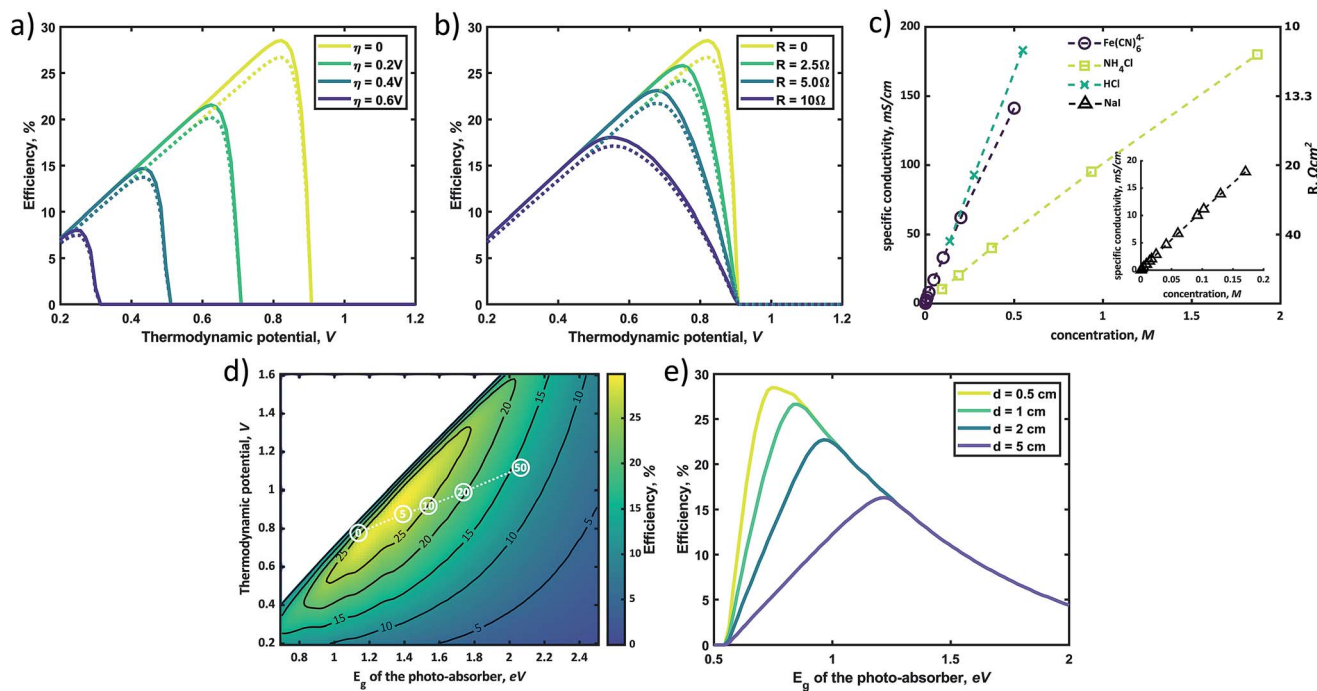 a)
30
25
20
15
10
5
0
Efficiency, %
η = 0
η = 0.2V
η = 0.4V
η = 0.6V
0.2 0.4 0.6 0.8 1 1.2
Thermodynamic potential, V
b)
30
25
20
15
10
5
0
Efficiency, %
R = 0
R = 2.5Ω
R = 5.0Ω
R = 10Ω
0.2 0.4 0.6 0.8 1 1.2
Thermodynamic potential, V
c)
200
150
100
50
0
specific conductivity, mS/cm
Fe(CN)₆⁴⁻
NH₄Cl
HCl
NaI
10
13.3
20
40
R, Ωcm²
20
15
10
5
0
specific conductivity, mS/cm
0 0.05 0.1 0.15 0.2
concentration, M
0 0.5 1 1.5 2
concentration, M
d)
1.6
1.4
1.2
1
0.8
0.6
0.4
0.2
Thermodynamic potential, V
20
15
10
50
20
10
5
0
25
25
20
15
5
15
10
5
0.8 1 1.2 1.4 1.6 1.8 2 2.2 2.4
E_g of the photo-absorber, eV
30
25
20
15
10
5
0
Efficiency, %
e)
30
25
20
15
10
5
0
Efficiency, %
d = 0.5 cm
d = 1 cm
d = 2 cm
d = 5 cm
0.5 1 1.5 2
E_g of the photo-absorber, eV